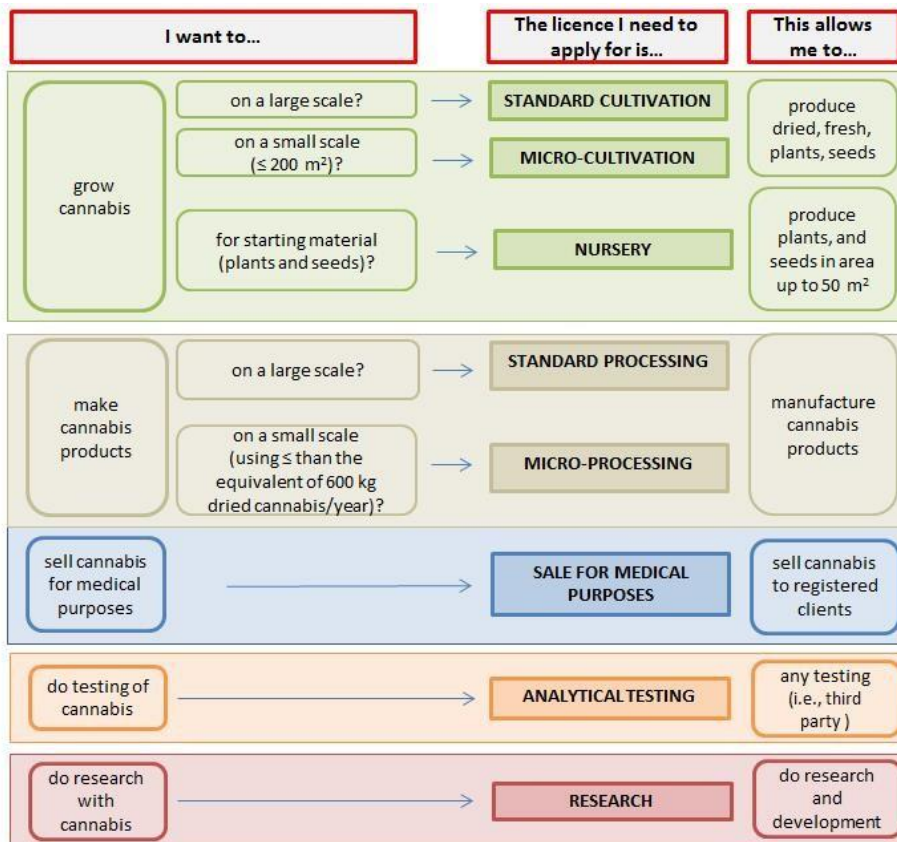 I want to...
The licence I need to
apply for is...
This allows
me to...
grow
cannabis
on a large scale?
STANDARD CULTIVATION
on a small scale
(≤ 200 m²)?
MICRO-CULTIVATION
produce
dried, fresh,
plants, seeds
for starting material
(plants and seeds)?
NURSERY
produce
plants, and
seeds in area
up to 50 m²
make
cannabis
products
on a large scale?
STANDARD PROCESSING
on a small scale
(using ≤ than the
equivalent of 600 kg
dried cannabis/year)?
MICRO-PROCESSING
manufacture
cannabis
products
sell cannabis
for medical
purposes
SALE FOR MEDICAL
PURPOSES
sell cannabis
to registered
clients
do testing of
cannabis
ANALYTICAL TESTING
any testing
(i.e., third
party )
do research
with
cannabis
RESEARCH
do research
and
development